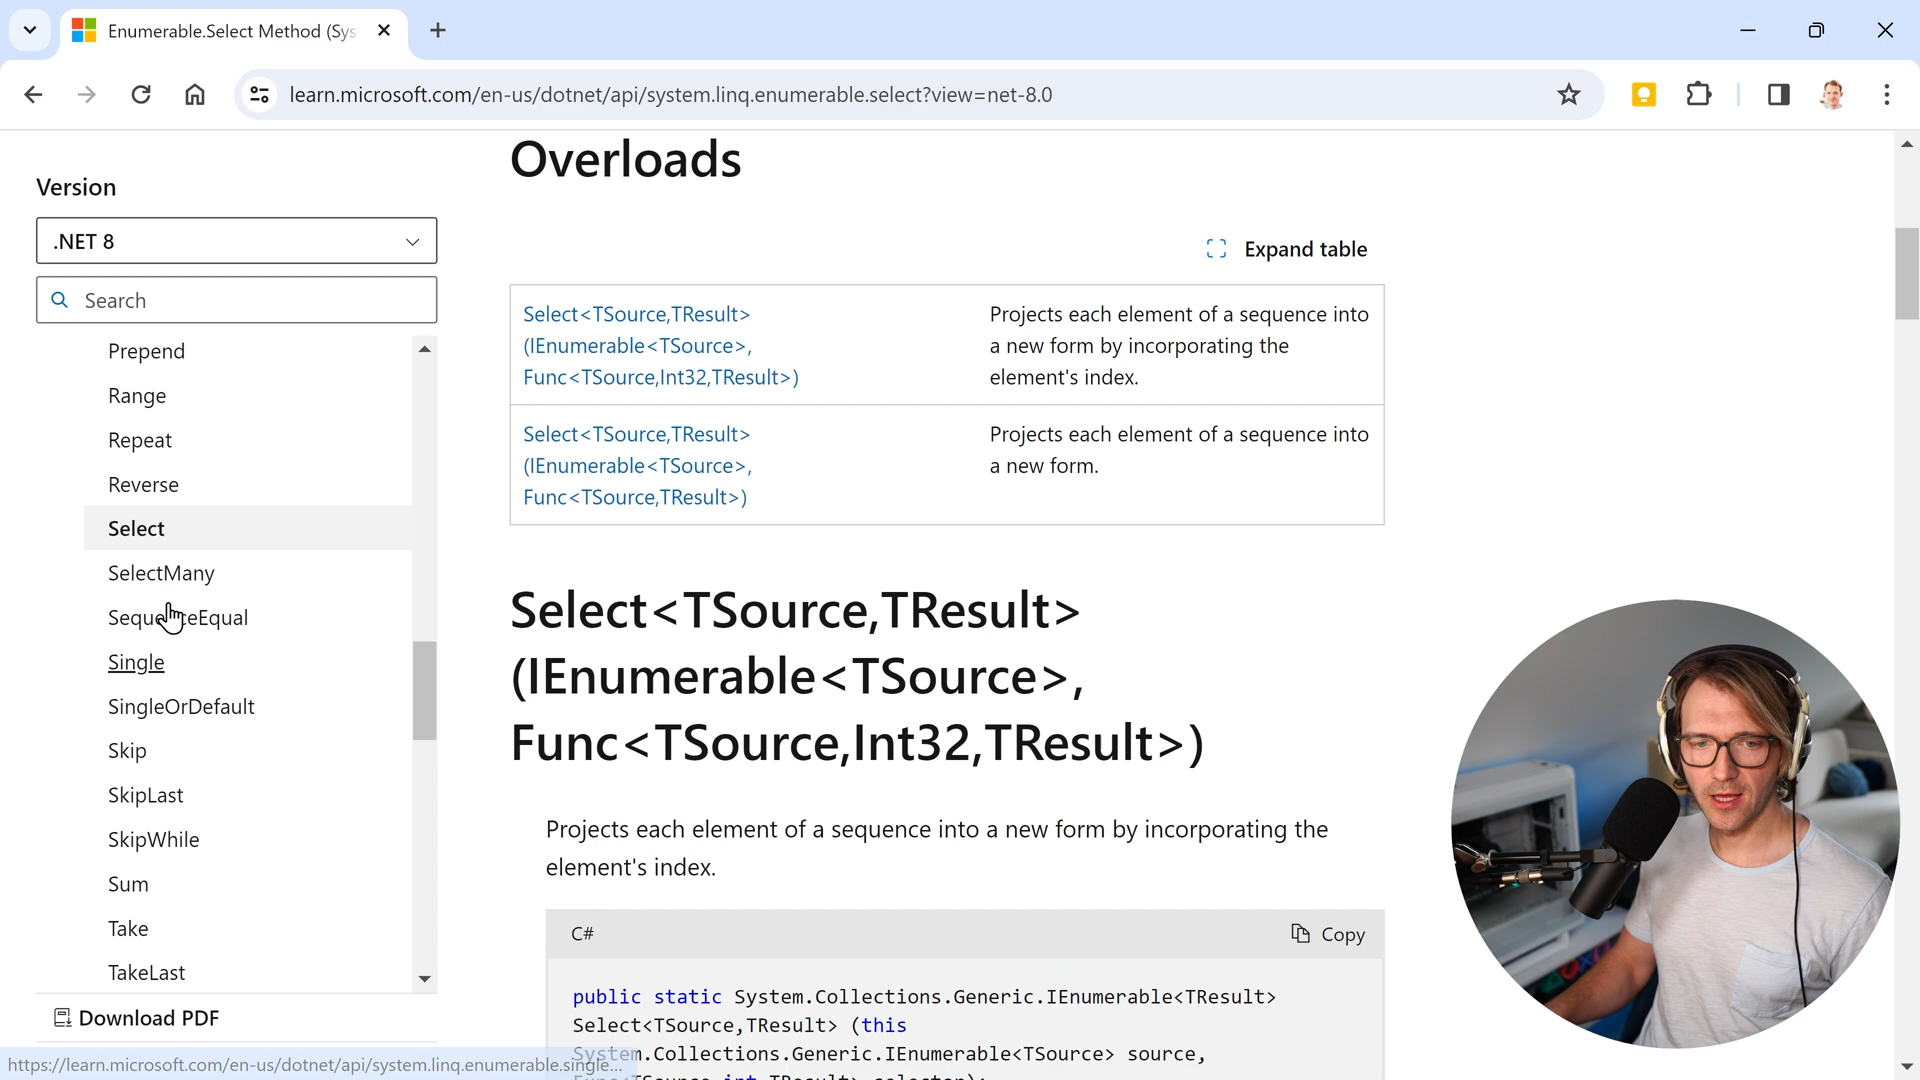 Enumerable.Select Method (Sys
learn.microsoft.com/en-us/dotnet/api/system.linq.enumerable.select?view=net-8.0
Version
.NET 8
Search
Prepend
Range
Repeat
Reverse
Select
SelectMany
SequenceEqual
Single
SingleOrDefault
Skip
SkipLast
SkipWhile
Sum
Take
TakeLast
Download PDF
https://learn.microsoft.com/en-us/dotnet/api/system.linq.enumerable.single...
Overloads
Expand table
Select<TSource,TResult>
(IEnumerable<TSource>,
Func<TSource,Int32,TResult>)
Projects each element of a sequence into
a new form by incorporating the
element's index.
Select<TSource,TResult>
(IEnumerable<TSource>,
Func<TSource,TResult>)
Projects each element of a sequence into
a new form.
Select<TSource,TResult>
(IEnumerable<TSource>,
Func<TSource,Int32,TResult>)
Projects each element of a sequence into a new form by incorporating the
element's index.
C#
Copy
public static System.Collections.Generic.IEnumerable<TResult>
Select<TSource,TResult> (this
System.Collections.Generic.IEnumerable<TSource> source,